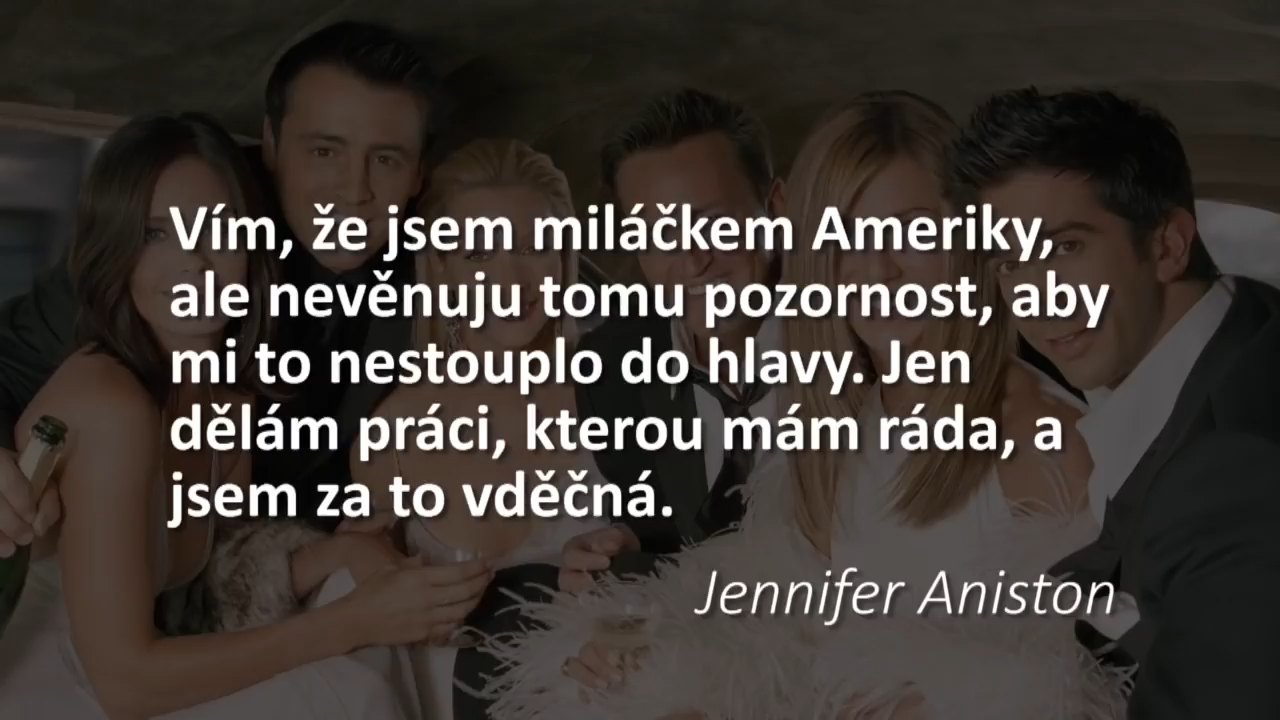 Vím, že jsem miláčkem Ameriky,
ale nevěnuju tomu pozornost, aby
mi to nestouplo do hlavy. Jen
dělám práci, kterou mám ráda, a
jsem za to vděčná.
Jennifer Aniston